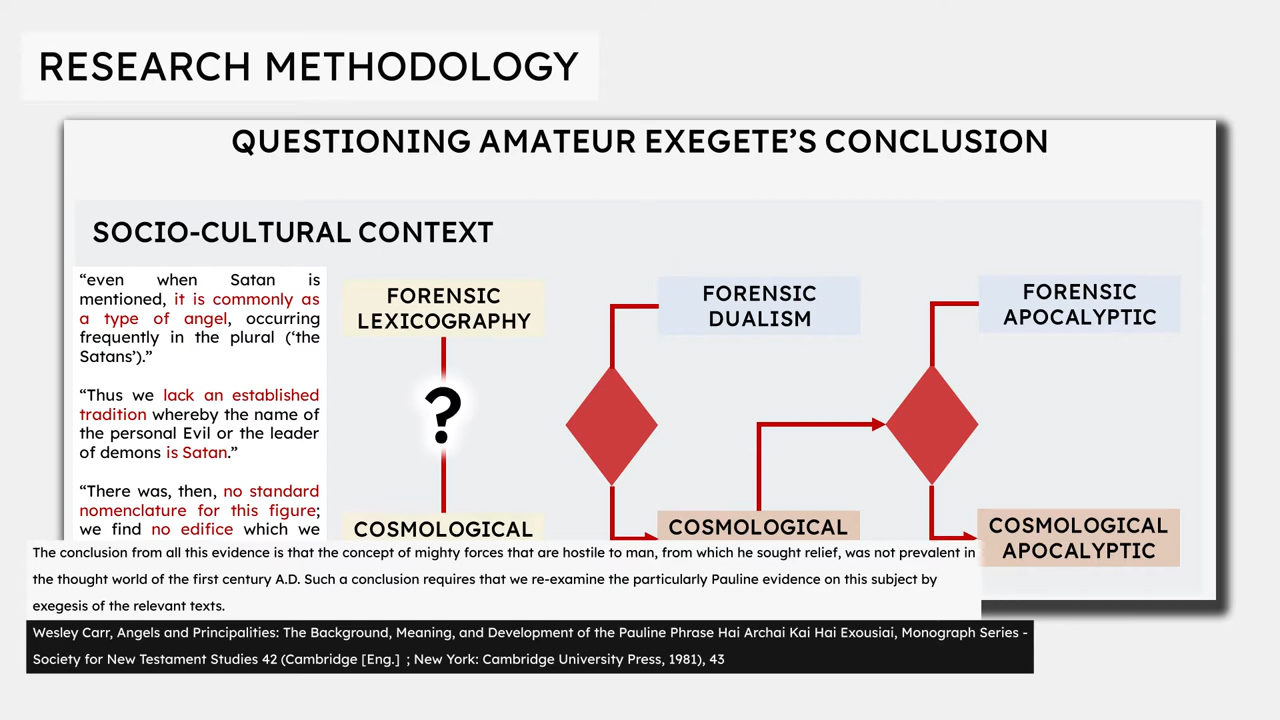 RESEARCH METHODOLOGY
QUESTIONING AMATEUR EXEGETE’S CONCLUSION
SOCIO-CULTURAL CONTEXT
“even when Satan is
mentioned, it is commonly as
a type of angel, occurring
frequently in the plural (‘the
Satans’).”
“Thus we lack an established
tradition whereby the name of
the personal Evil or the leader
of demons is Satan.”
“There was, then, no standard
nomenclature for this figure;
we find no edifice which we
FORENSIC
LEXICOGRAPHY
?
COSMOLOGICAL
FORENSIC
DUALISM
COSMOLOGICAL
FORENSIC
APOCALYPTIC
COSMOLOGICAL
APOCALYPTIC
The conclusion from all this evidence is that the concept of mighty forces that are hostile to man, from which he sought relief, was not prevalent in
the thought world of the first century A.D. Such a conclusion requires that we re-examine the particularly Pauline evidence on this subject by
exegesis of the relevant texts.
Wesley Carr, Angels and Principalities: The Background, Meaning, and Development of the Pauline Phrase Hai Archai Kai Hai Exousiai, Monograph Series -
Society for New Testament Studies 42 (Cambridge [Eng.] ; New York: Cambridge University Press, 1981), 43